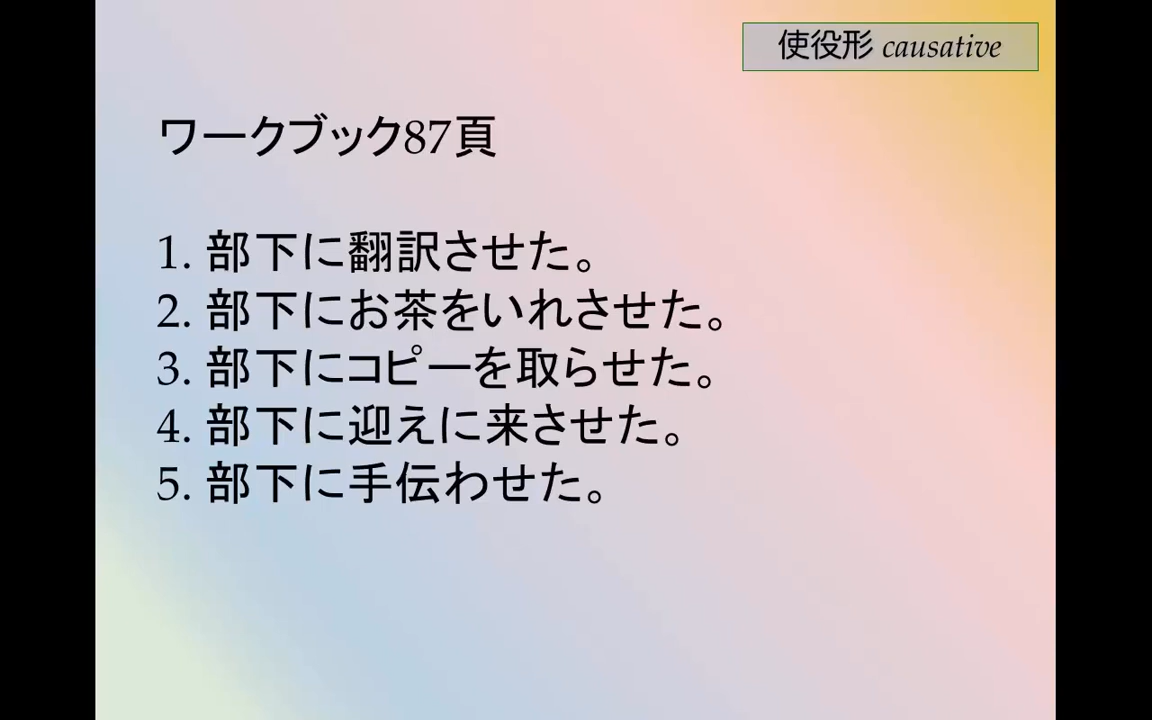 使役形 causative
ワークブック87頁
1. 部下に翻訳させた。
2. 部下にお茶をいれさせた。
3. 部下にコピーを取らせた。
4. 部下に迎えに来させた。
5. 部下に手伝わせた。